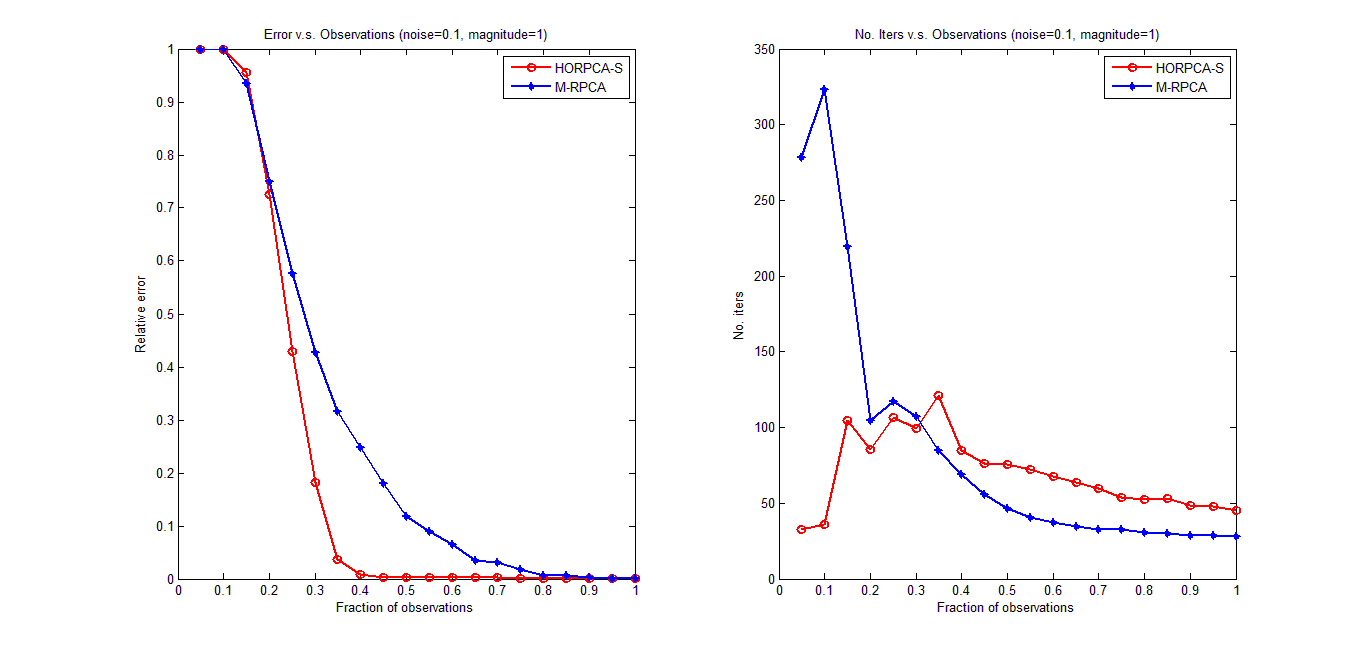 Error v.s. Observations (noise=0.1, magnitude=1)
HORPCA-S
M-RPCA
1
0.9
0.8
0.7
0.6
0.5
0.4
0.3
0.2
0.1
0
Relative error
0 0.1 0.2 0.3 0.4 0.5 0.6 0.7 0.8 0.9 1
Fraction of observations
No. Iters v.s. Observations (noise=0.1, magnitude=1)
HORPCA-S
M-RPCA
350
300
250
200
150
100
50
0
No. iters
0 0.1 0.2 0.3 0.4 0.5 0.6 0.7 0.8 0.9 1
Fraction of observations